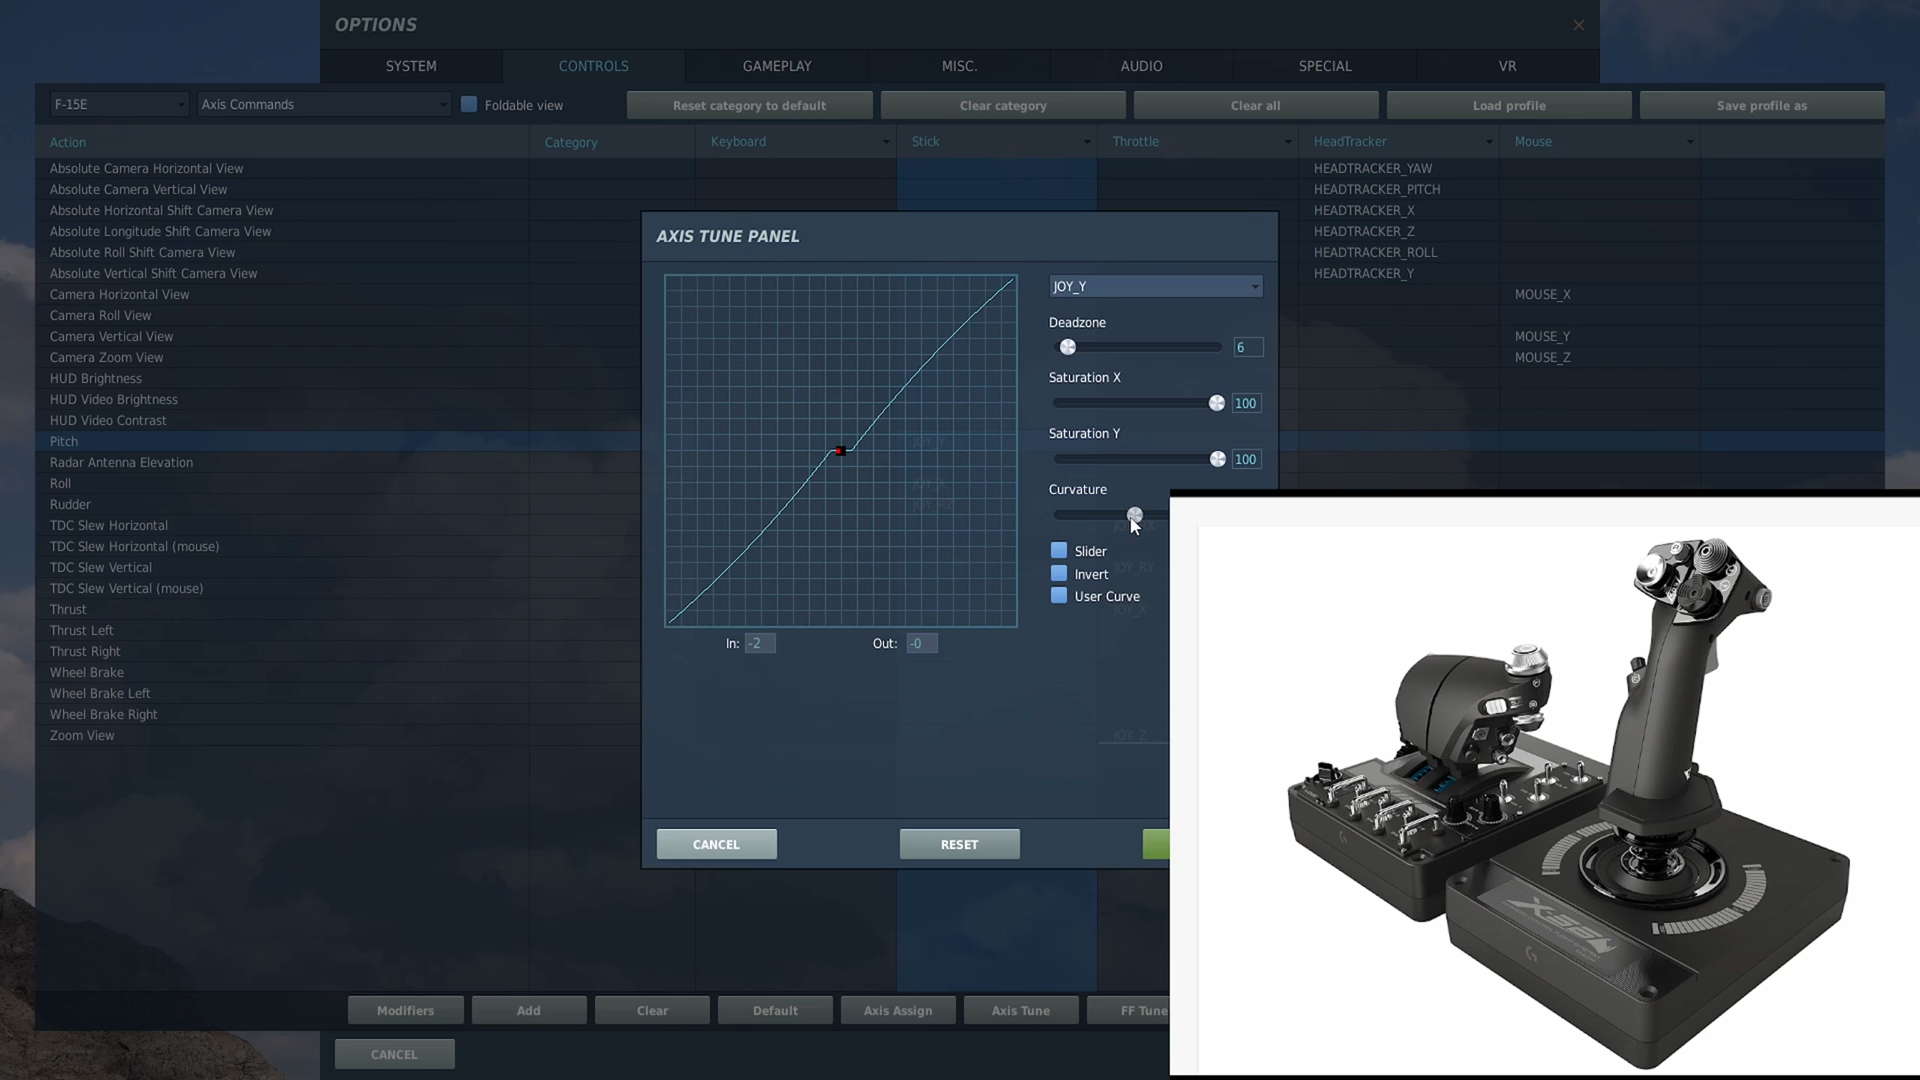 OPTIONS
SYSTEM CONTROLS GAMEPLAY MISC. AUDIO SPECIAL VR
F-15E Axis Commands Foldable view Reset category to default Clear category Clear all Load profile Save profile as
Action Category Keyboard Stick Throttle HeadTracker Mouse
Absolute Camera Horizontal View HEADTRACKER_YAW
Absolute Camera Vertical View HEADTRACKER_PITCH
Absolute Horizontal Shift Camera View HEADTRACKER_X
Absolute Longitude Shift Camera View HEADTRACKER_Z
Absolute Roll Shift Camera View HEADTRACKER_ROLL
Absolute Vertical Shift Camera View HEADTRACKER_Y
Camera Horizontal View MOUSE_X
Camera Roll View
Camera Vertical View MOUSE_Y
Camera Zoom View MOUSE_Z
HUD Brightness
HUD Video Brightness
HUD Video Contrast
Pitch JOY_Y
Radar Antenna Elevation
Roll JOY_X
Rudder JOY_RZ
TDC Slew Horizontal
TDC Slew Horizontal (mouse)
TDC Slew Vertical JOY_RY
TDC Slew Vertical (mouse)
Thrust JOY_X
Thrust Left
Thrust Right
Wheel Brake
Wheel Brake Left
Wheel Brake Right
Zoom View JOY_Z
AXIS TUNE PANEL
JOY_Y
Deadzone
6
Saturation X
100
Saturation Y
100
Curvature
Slider
Invert
User Curve
In: -2 Out: -0
CANCEL RESET
Modifiers Add Clear Default Axis Assign Axis Tune FF Tune
CANCEL
X-56